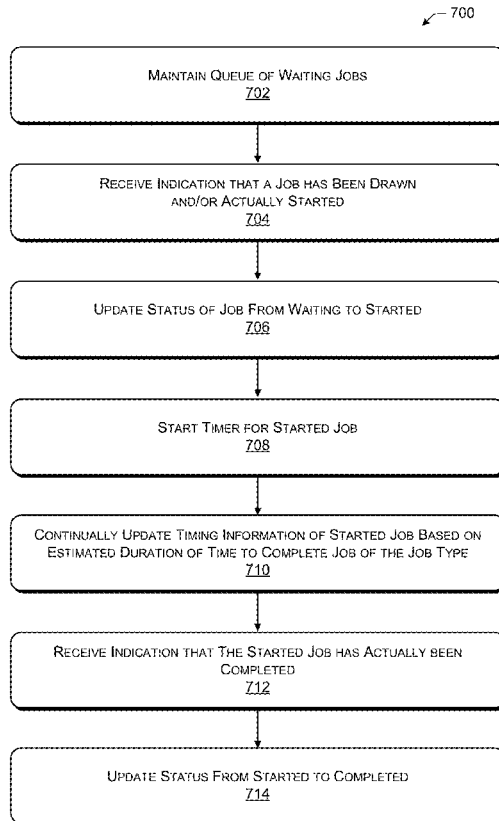 700
MAINTAIN QUEUE OF WAITING JOBS
702
RECEIVE INDICATION THAT A JOB HAS BEEN DRAWN
AND/OR ACTUALLY STARTED
704
UPDATE STATUS OF JOB FROM WAITING TO STARTED
706
START TIMER FOR STARTED JOB
708
CONTINUALLY UPDATE TIMING INFORMATION OF STARTED JOB BASED ON
ESTIMATED DURATION OF TIME TO COMPLETE JOB OF THE JOB TYPE
710
RECEIVE INDICATION THAT THE STARTED JOB HAS ACTUALLY BEEN
COMPLETED
712
UPDATE STATUS FROM STARTED TO COMPLETED
714